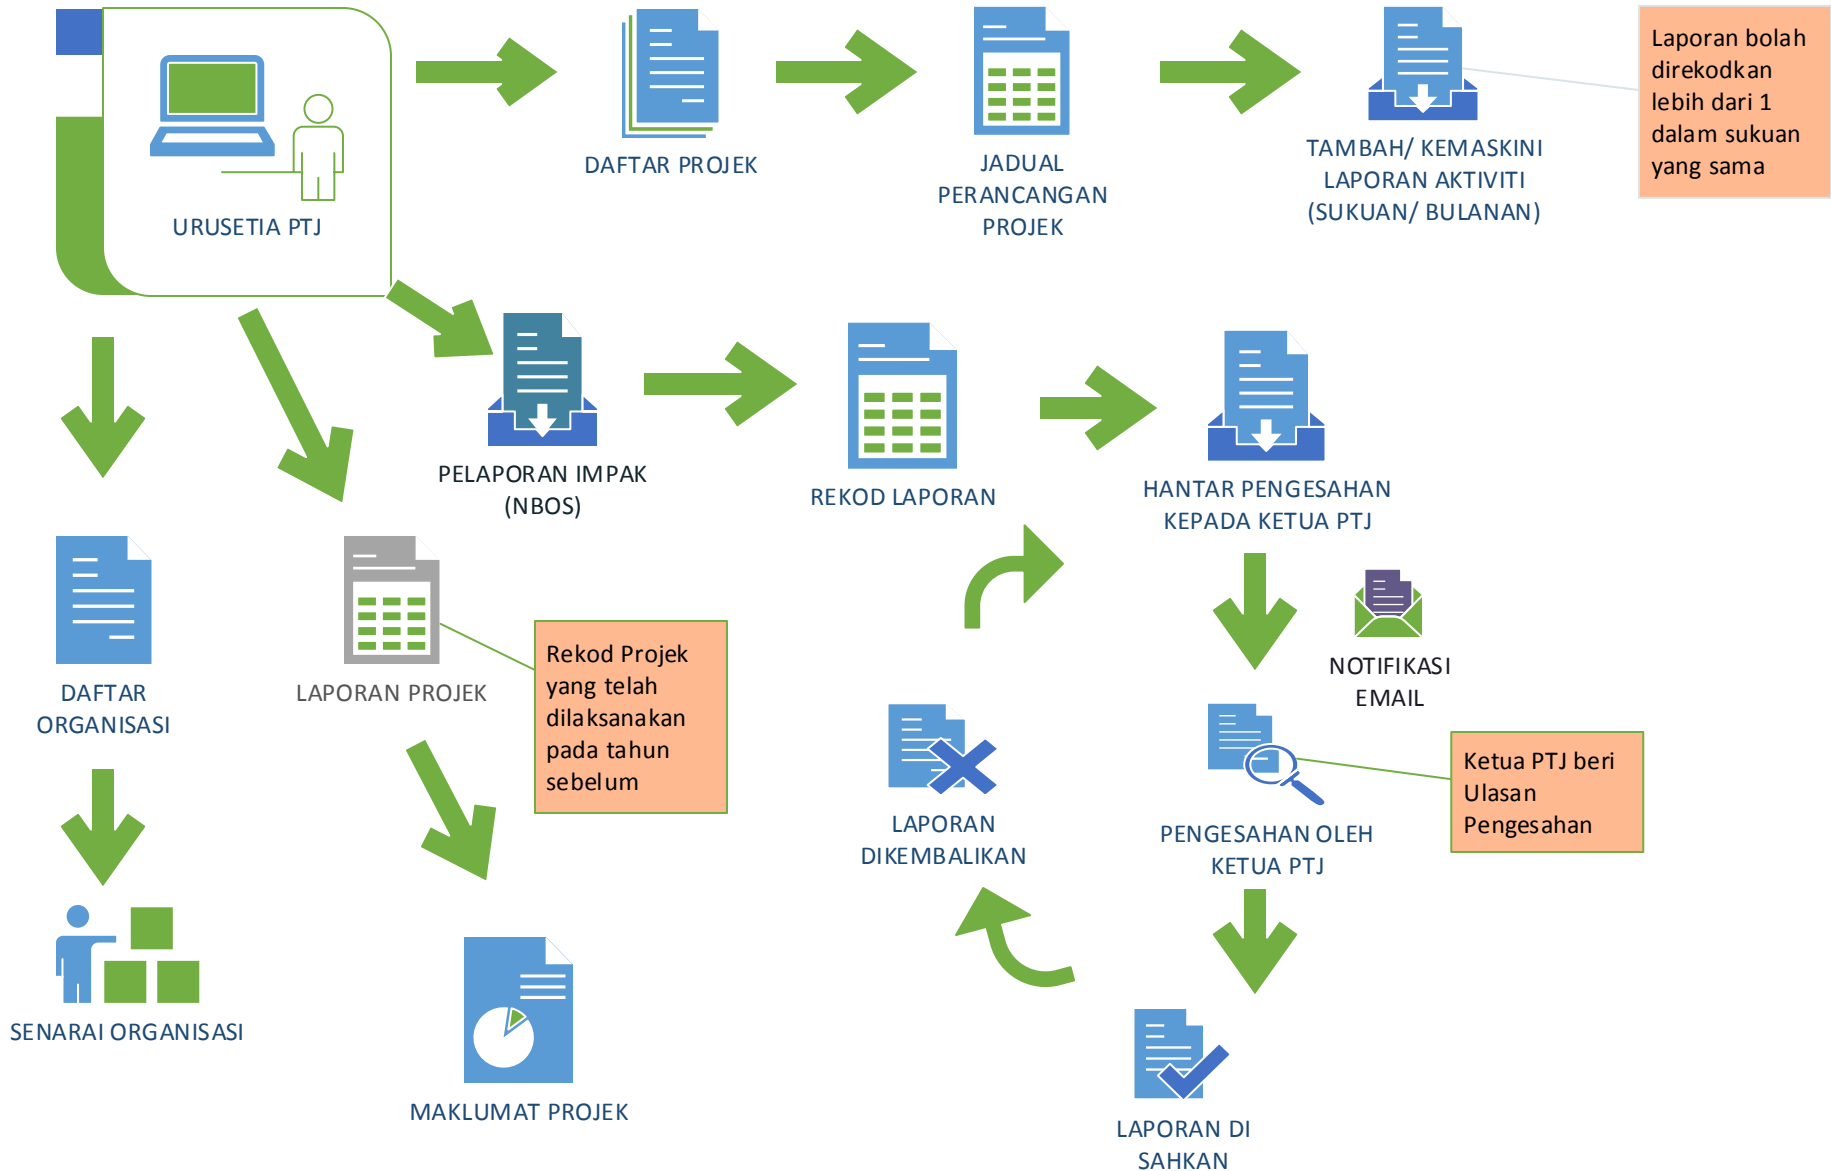 URUSETIA PTJ
DAFTAR PROJEK
JADUAL
PERANCANGAN
PROJEK
TAMBAH/ KEMASKINI
LAPORAN AKTIVITI
(SUKUAN/ BULANAN)
Laporan bolah
direkodkan
lebih dari 1
dalam sukuan
yang sama
PELAPORAN IMPAK
(NBOS)
REKOD LAPORAN
HANTAR PENGESAHAN
KEPADA KETUA PTJ
DAFTAR
ORGANISASI
LAPORAN PROJEK
Rekod Projek
yang telah
dilaksanakan
pada tahun
sebelum
NOTIFIKASI
EMAIL
LAPORAN
DIKEMBALIKAN
PENGESAHAN OLEH
KETUA PTJ
Ketua PTJ beri
Ulasan
Pengesahan
SENARAI ORGANISASI
MAKLUMAT PROJEK
LAPORAN DI
SAHKAN